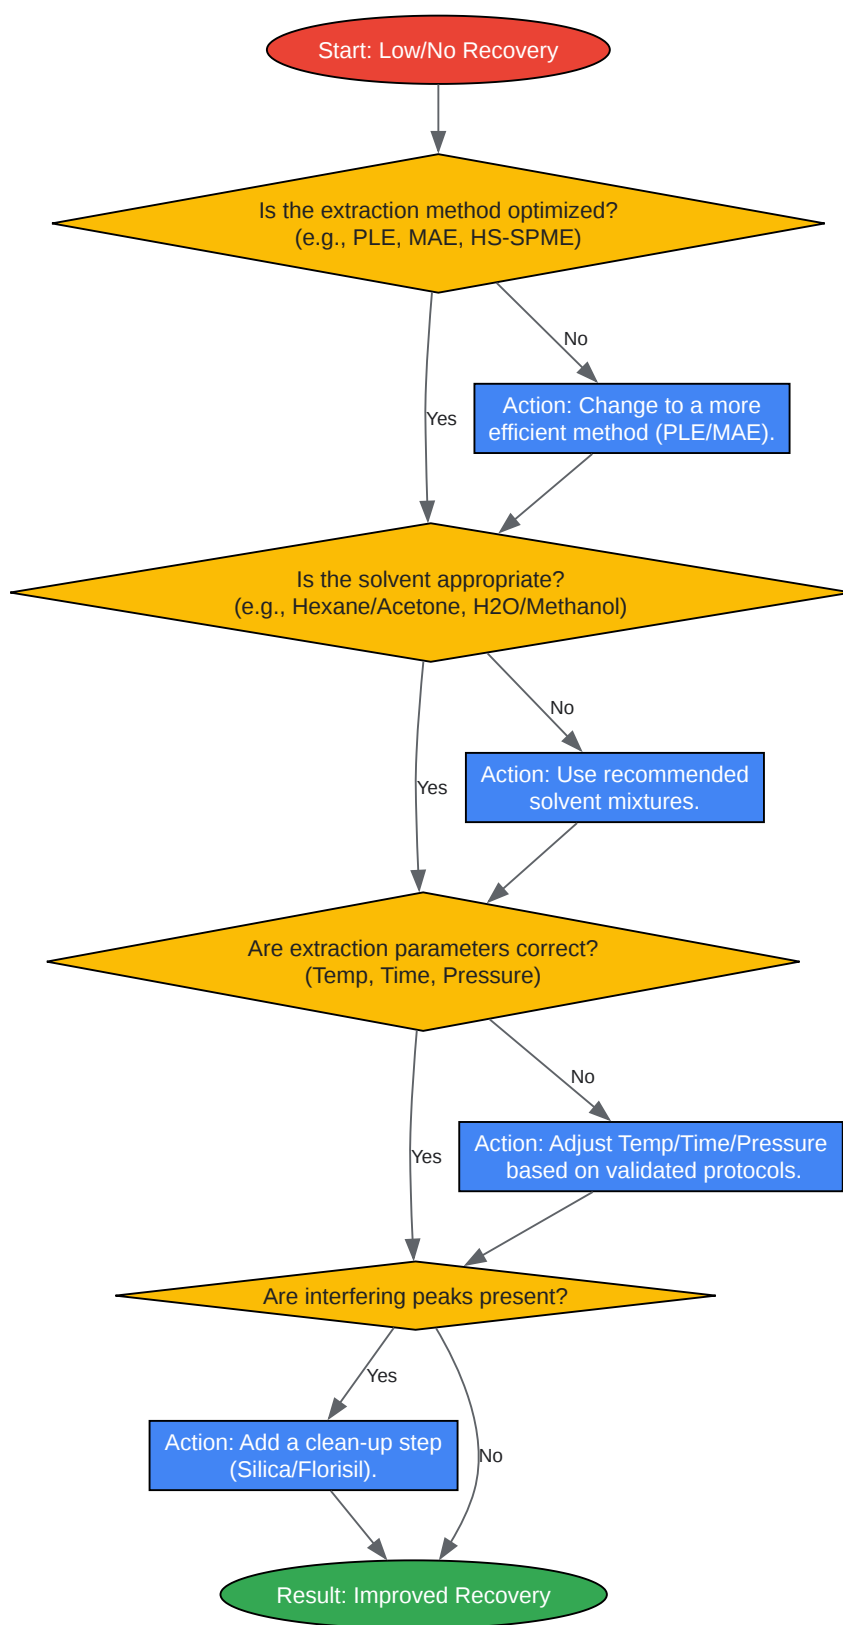 Start: Low/No Recovery
Is the extraction method optimized?
(e.g., PLE, MAE, HS-SPME)
No
Action: Change to a more
efficient method (PLE/MAE).
Yes
Is the solvent appropriate?
(e.g., Hexane/Acetone, H2O/Methanol)
No
Action: Use recommended
solvent mixtures.
Yes
Are extraction parameters correct?
(Temp, Time, Pressure)
No
Action: Adjust Temp/Time/Pressure
based on validated protocols.
Yes
Are interfering peaks present?
Yes
Action: Add a clean-up step
(Silica/Florisil).
No
Result: Improved Recovery